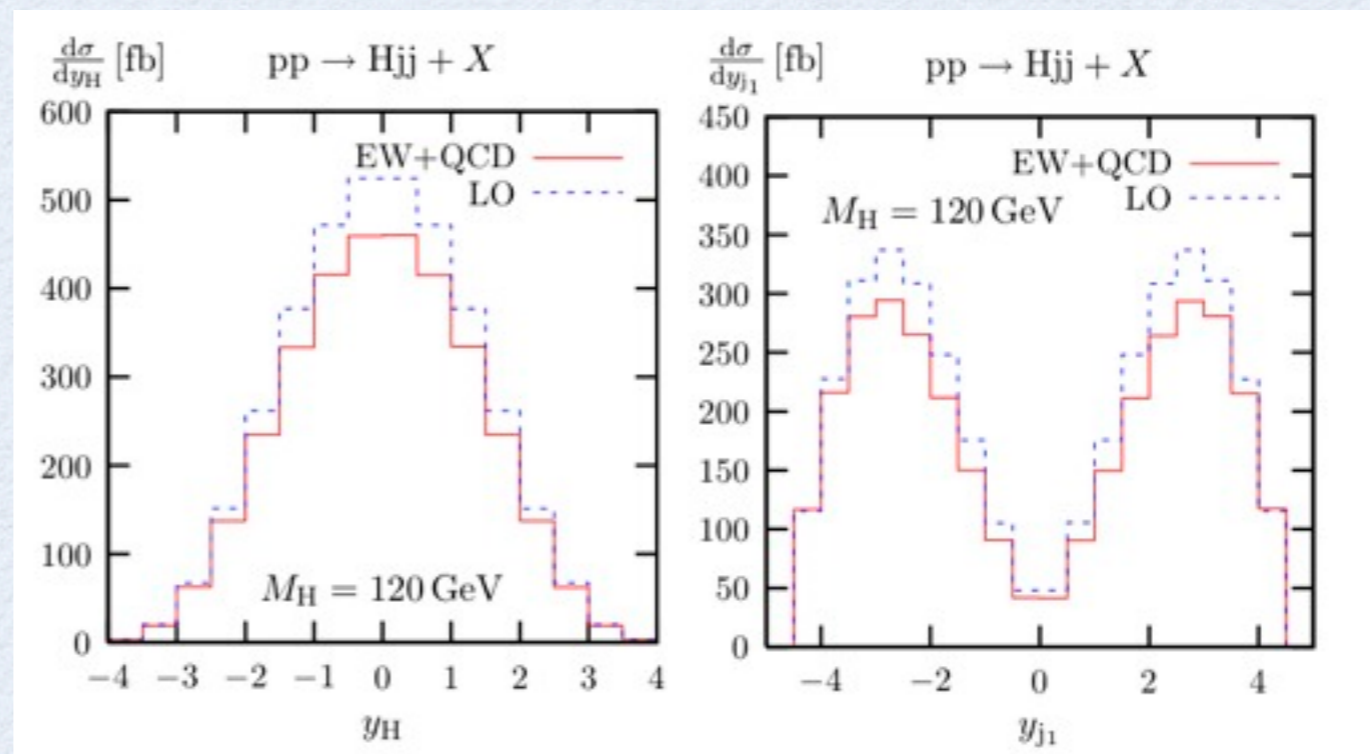 dσ/dy_H [fb]
pp → Hjj + X
600
500
400
300
200
100
0
EW+QCD
LO
M_H = 120 GeV
−4 −3 −2 −1 0 1 2 3 4
y_H
dσ/dy_j₁ [fb]
pp → Hjj + X
450
400
350
300
250
200
150
100
50
0
EW+QCD
LO
M_H = 120 GeV
−4 −2 0 2 4
y_j₁